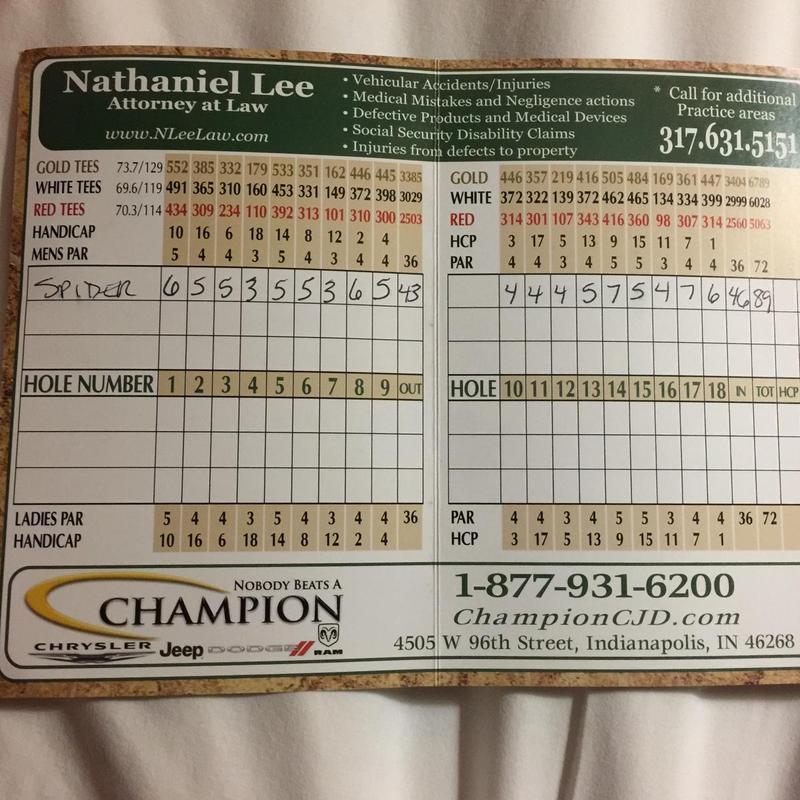 Nathaniel Lee
Attorney at Law
www.NLeeLaw.com
• Vehicular Accidents/Injuries
• Medical Mistakes and Negligence actions
• Defective Products and Medical Devices
• Social Security Disability Claims
• Injuries from defects to property
* Call for additional
Practice areas
317.631.5151
GOLD TEES 73.7/129 552 385 332 179 533 351 162 446 445 3385
WHITE TEES 69.6/119 491 365 310 160 453 331 149 372 398 3029
RED TEES 70.3/114 434 309 234 110 392 313 101 310 300 2503
HANDICAP 10 16 6 18 14 8 12 2 4
MENS PAR 5 4 4 3 5 4 3 4 4 36
SPIDER 6 5 5 3 5 5 3 6 5 43
HOLE NUMBER 1 2 3 4 5 6 7 8 9 OUT
LADIES PAR 5 4 4 3 5 4 3 4 4 36
HANDICAP 10 16 6 18 14 8 12 2 4
GOLD 446 357 219 416 505 484 169 361 447 3404 6789
WHITE 372 322 139 372 462 465 134 334 399 2999 6028
RED 314 301 107 343 416 360 98 307 314 2560 5063
HCP 3 17 5 13 9 15 11 7 1
PAR 4 4 3 4 5 5 3 4 4 36 72
4 4 4 5 7 5 4 7 6 46 89
HOLE 10 11 12 13 14 15 16 17 18 IN TOT HCP
PAR 4 4 3 4 5 5 3 4 4 36 72
HCP 3 17 5 13 9 15 11 7 1
NOBODY BEATS A
CHAMPION
CHRYSLER Jeep DODGE RAM
1-877-931-6200
ChampionCJD.com
4505 W 96th Street, Indianapolis, IN 46268